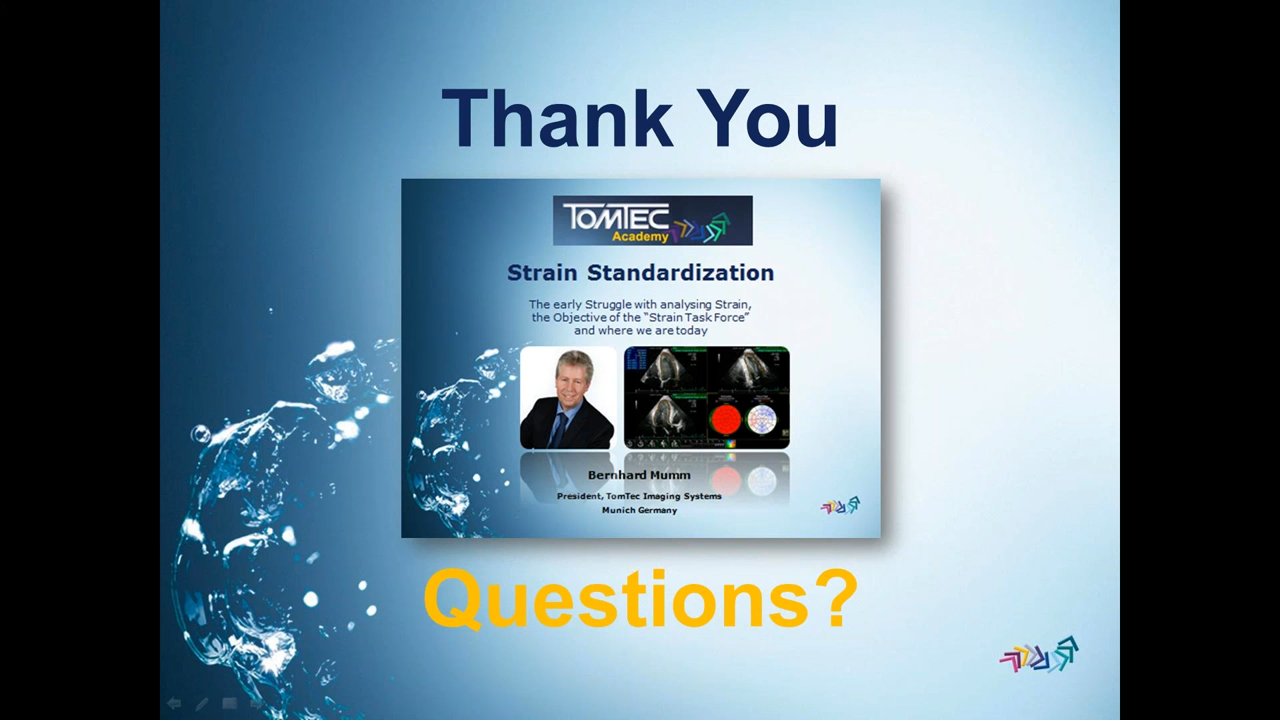 Thank You
TOMTEC
Academy
Strain Standardization
The early Struggle with analysing Strain,
the Objective of the “Strain Task Force”
and where we are today
Bernhard Mumm
President, TomTec Imaging Systems
Munich Germany
Questions?